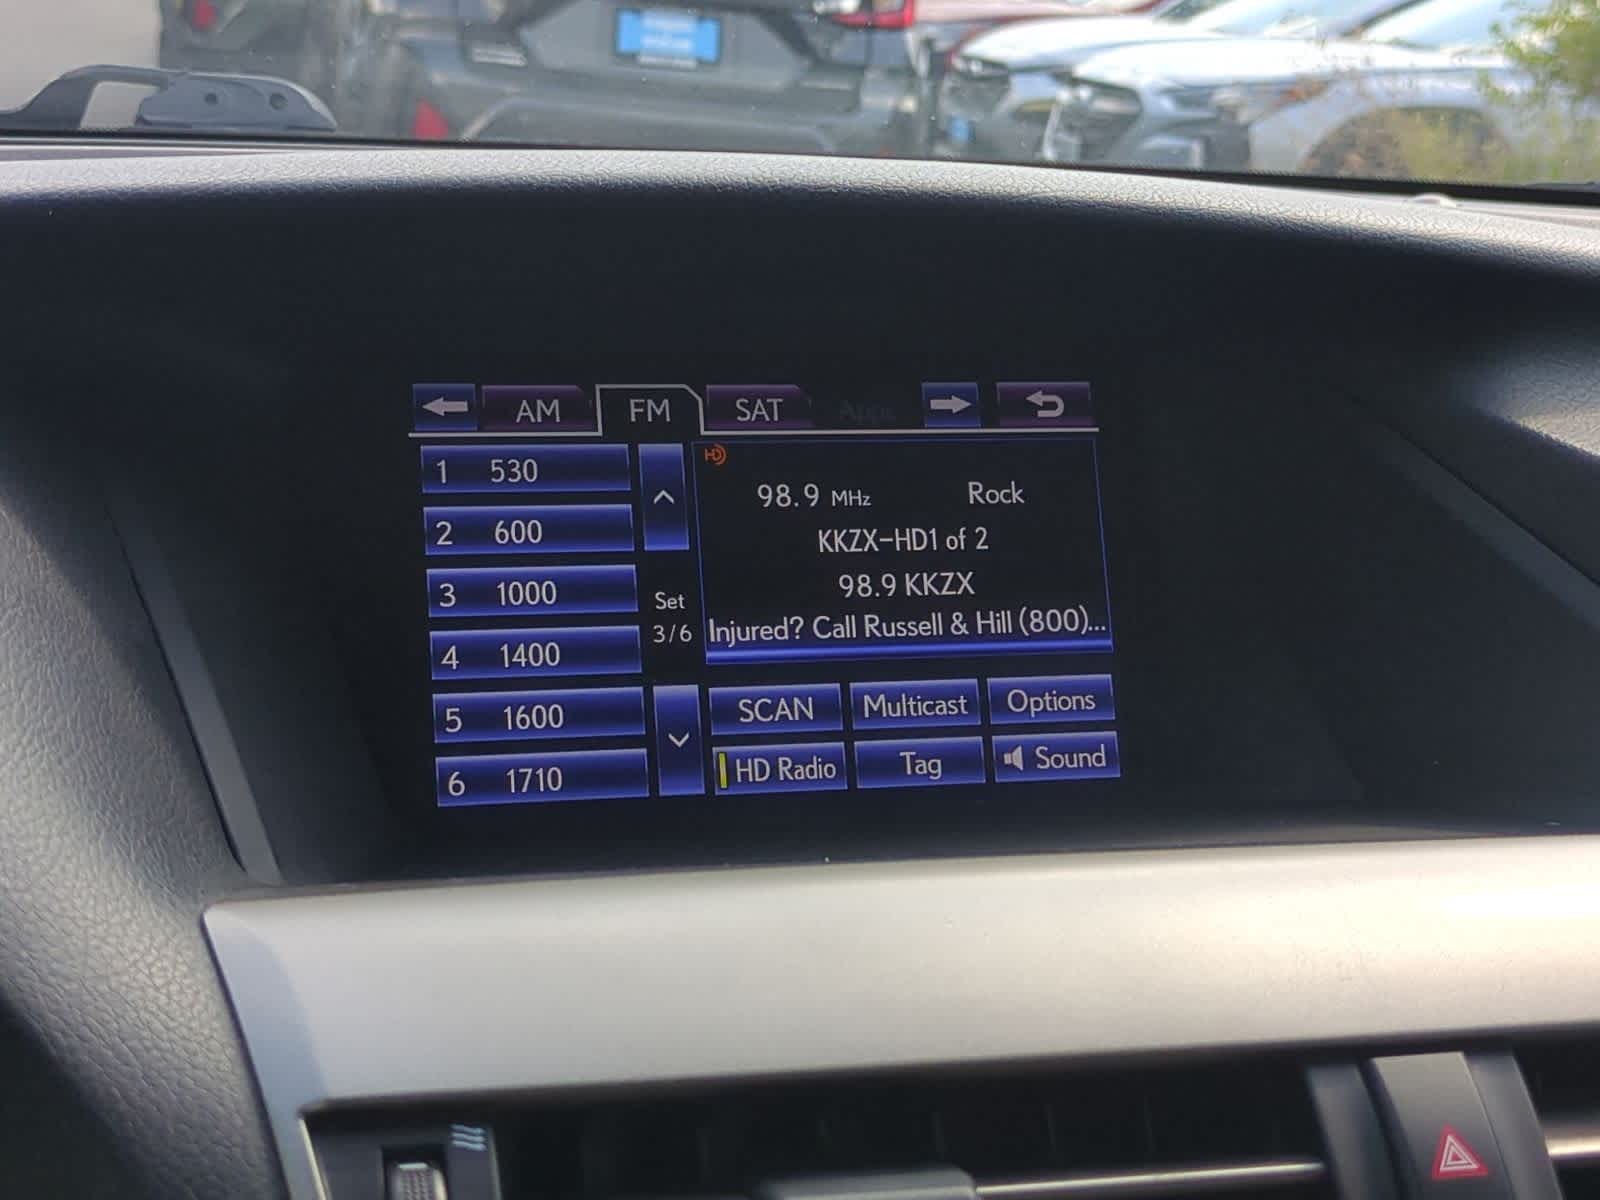 AM FM SAT Apps
1 530
2 600
3 1000
4 1400
5 1600
6 1710
Set
3/6
HD
98.9 MHz Rock
KKZX-HD1 of 2
98.9 KKZX
Injured? Call Russell & Hill (800)...
SCAN Multicast Options
HD Radio Tag Sound